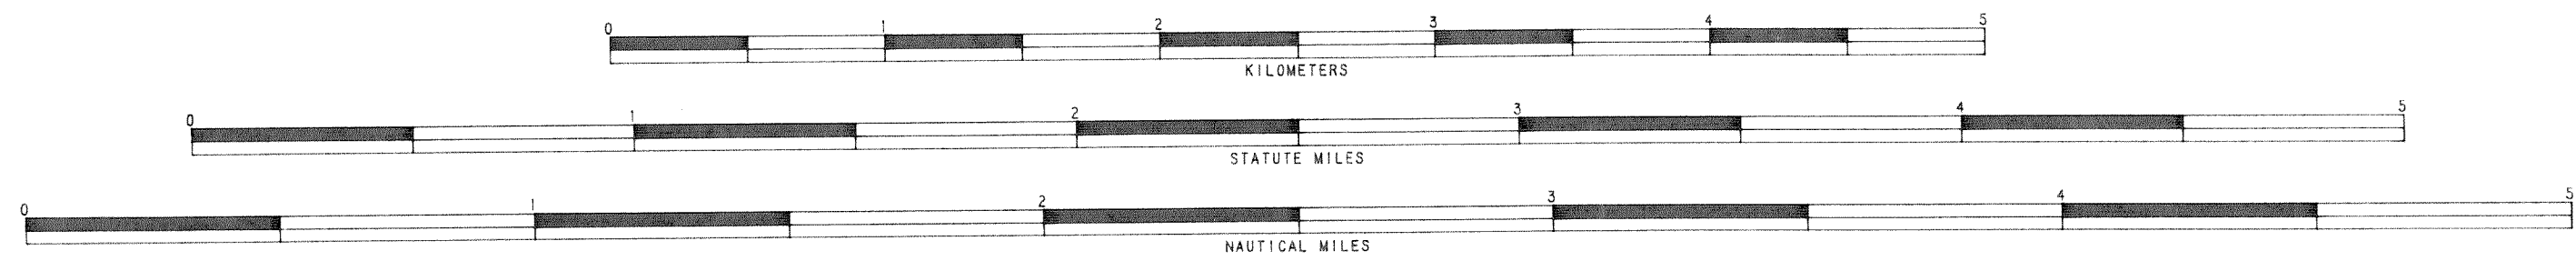 0 1 2 3 4 5
KILOMETERS
0 1 2 3 4 5
STATUTE MILES
0 1 2 3 4 5
NAUTICAL MILES